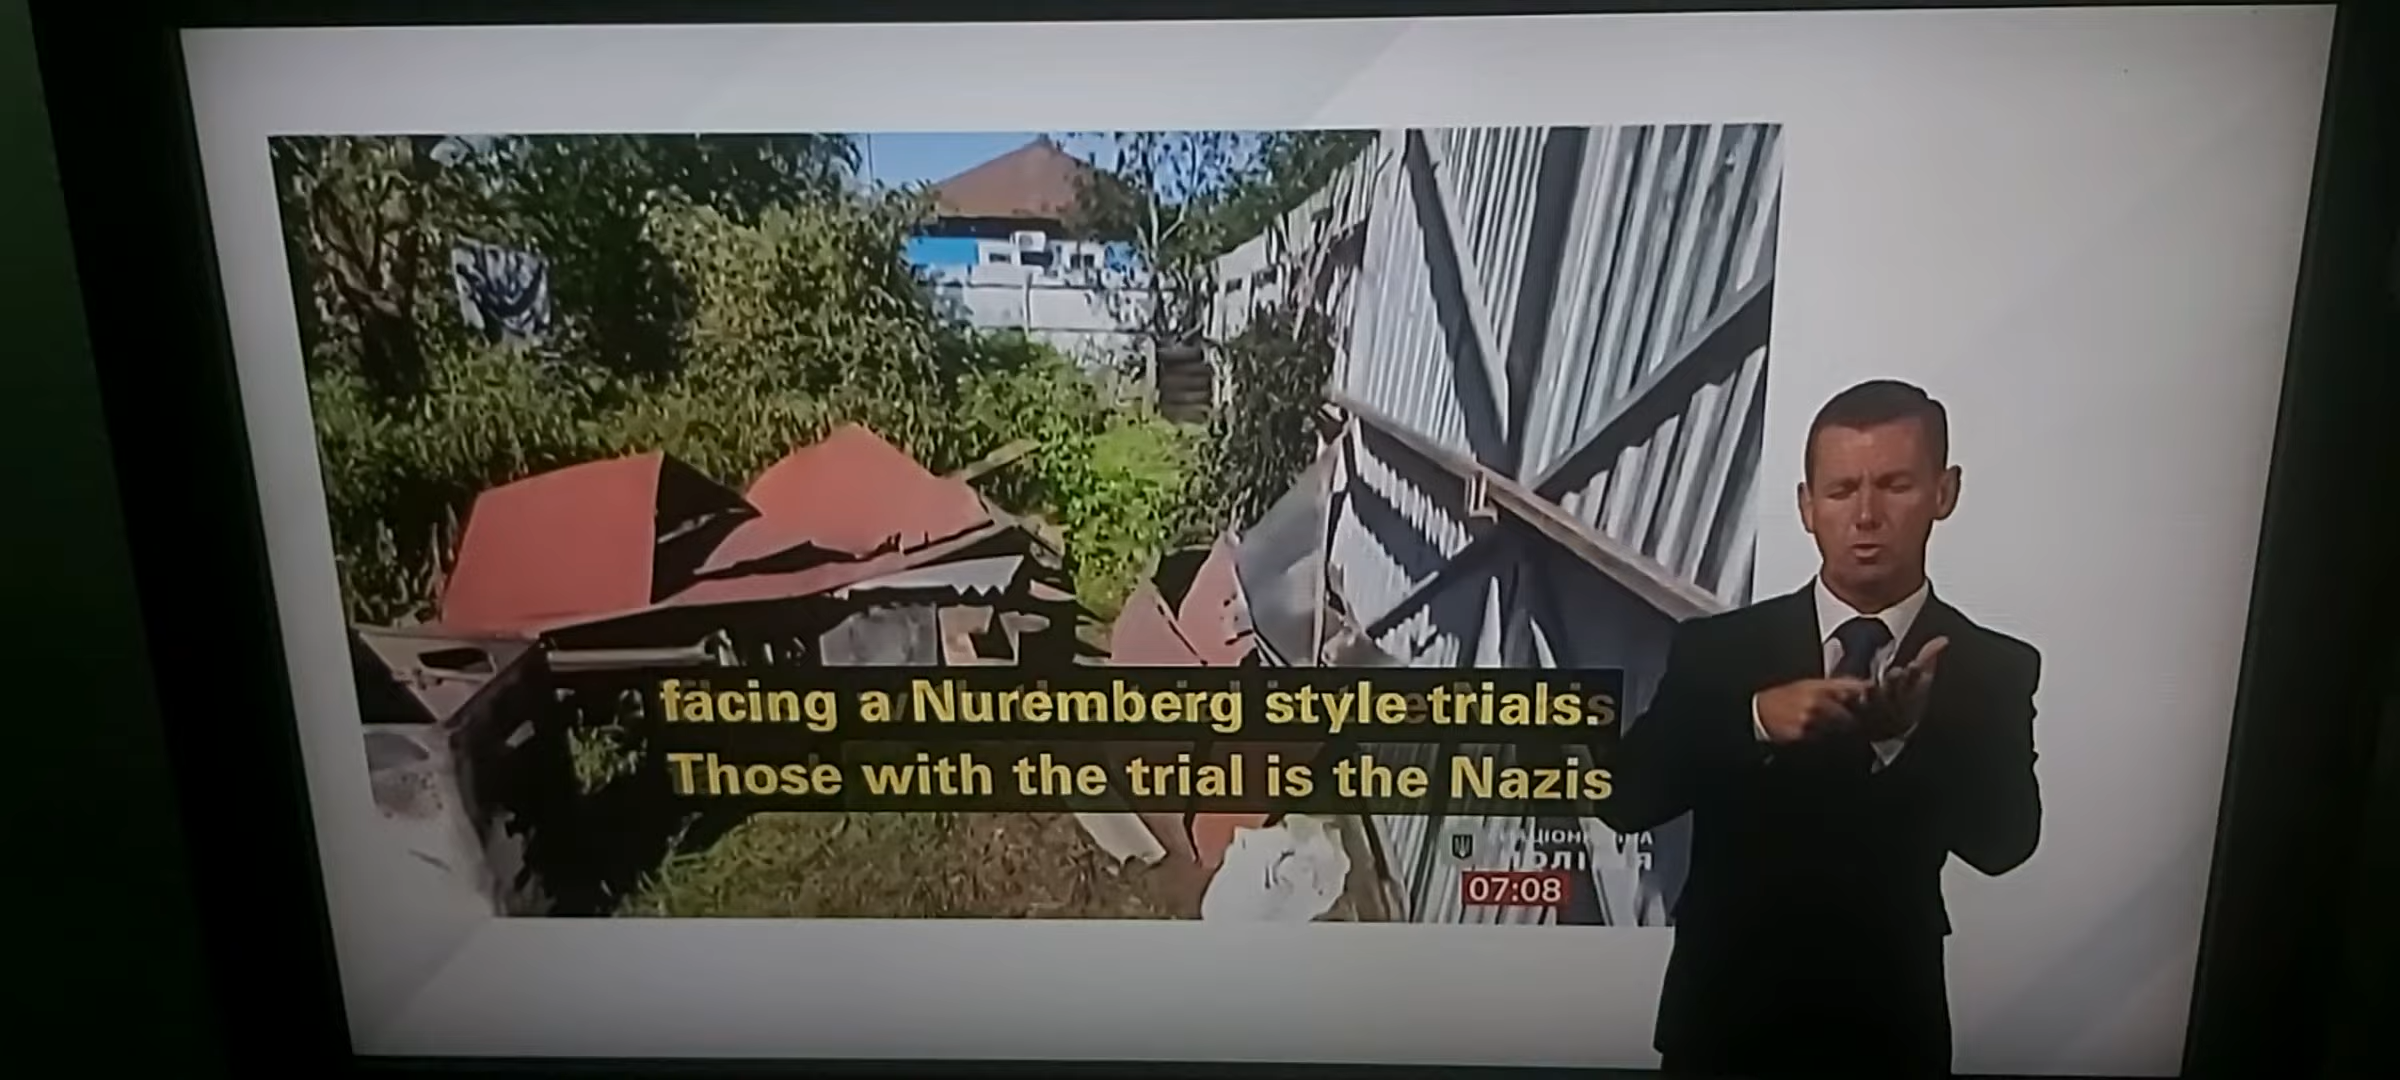 facing a Nuremberg style trials.
Those with the trial is the Nazis
07:08